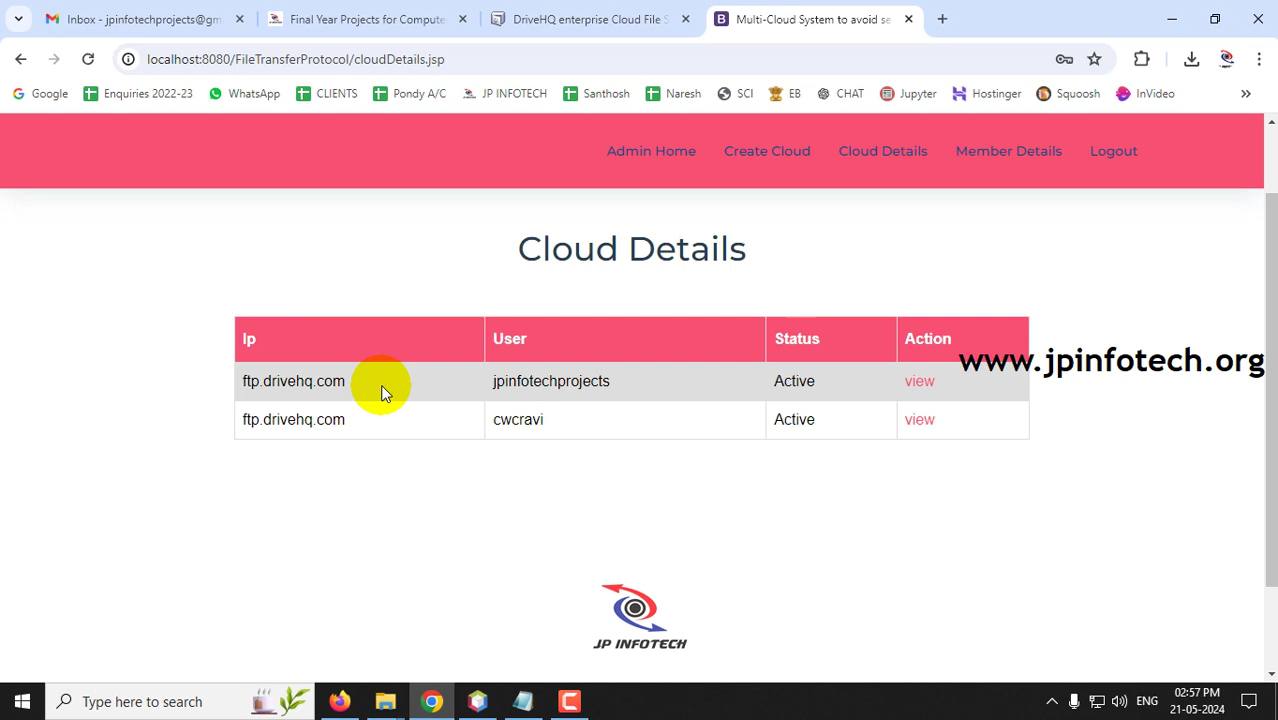 Inbox - jpinfotechprojects@gm
Final Year Projects for Compute
DriveHQ enterprise Cloud File S
Multi-Cloud System to avoid se
localhost:8080/FileTransferProtocol/cloudDetails.jsp
Google
Enquiries 2022-23
WhatsApp
CLIENTS
Pondy A/C
JP INFOTECH
Santhosh
Naresh
SCI
EB
CHAT
Jupyter
Hostinger
Squoosh
InVideo
Admin Home
Create Cloud
Cloud Details
Member Details
Logout
Cloud Details
Ip User Status Action
ftp.drivehq.com jpinfotechprojects Active view
ftp.drivehq.com cwcravi Active view
www.jpinfotech.org
JP INFOTECH
Type here to search
ENG
02:57 PM
21-05-2024